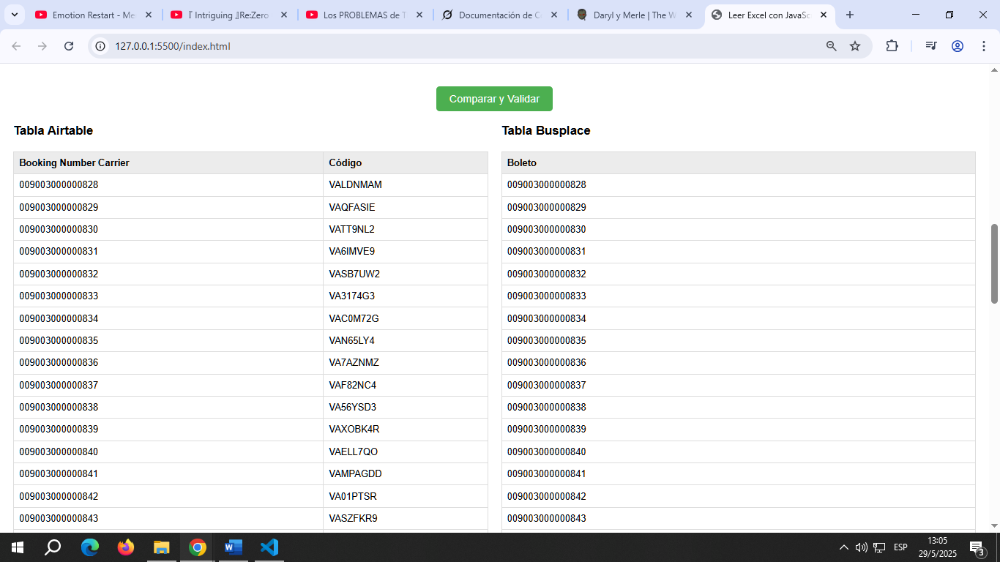 Emotion Restart - Me
『 Intriguing 』Re:Zero
Los PROBLEMAS de T
Documentación de C
Daryl y Merle | The W
Leer Excel con JavaSc
127.0.0.1:5500/index.html
Comparar y Validar
Tabla Airtable
Tabla Busplace
Booking Number Carrier Código Boleto
009003000000828 VALDNMAM 009003000000828
009003000000829 VAQFASIE 009003000000829
009003000000830 VATT9NL2 009003000000830
009003000000831 VA6IMVE9 009003000000831
009003000000832 VASB7UW2 009003000000832
009003000000833 VA3174G3 009003000000833
009003000000834 VAC0M72G 009003000000834
009003000000835 VAN65LY4 009003000000835
009003000000836 VA7AZNMZ 009003000000836
009003000000837 VAF82NC4 009003000000837
009003000000838 VA56YSD3 009003000000838
009003000000839 VAXOBK4R 009003000000839
009003000000840 VAELL7QO 009003000000840
009003000000841 VAMPAGDD 009003000000841
009003000000842 VA01PTSR 009003000000842
009003000000843 VASZFKR9 009003000000843
ESP
13:05
29/5/2025
3